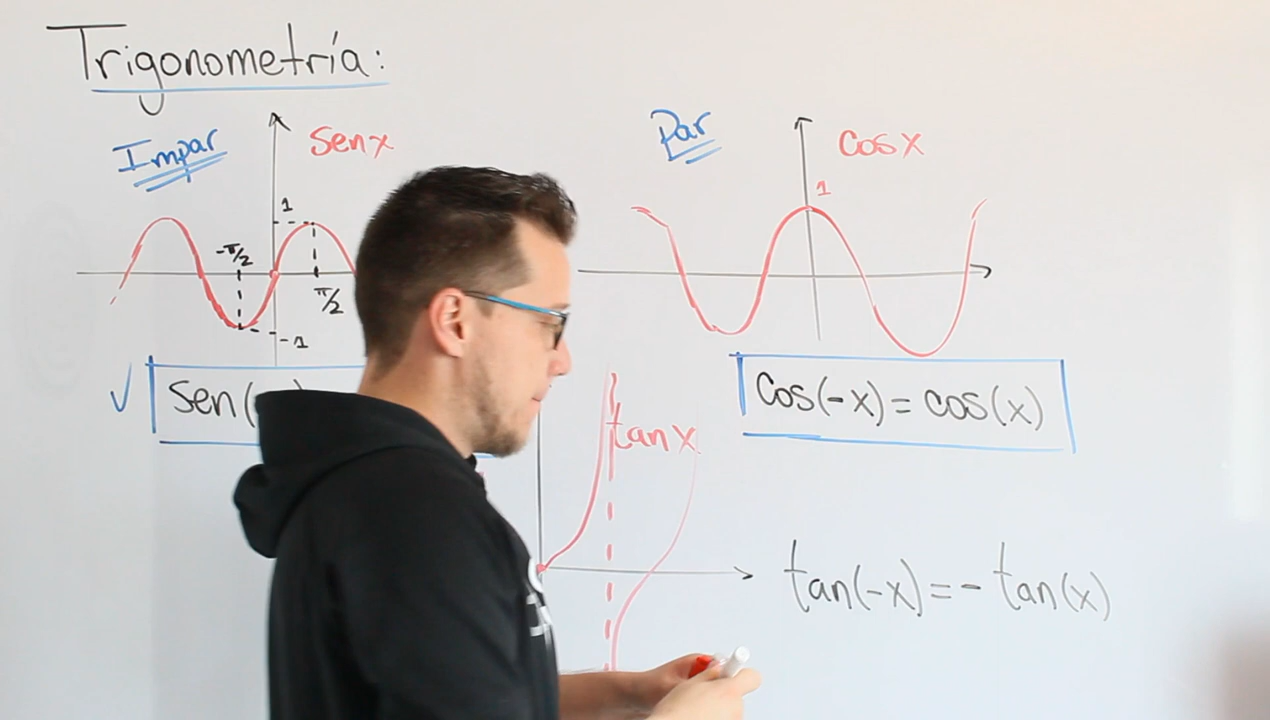 Trigonometría:
Impar
Sen x
1
-π/2
π/2
-1
Par
Cos x
1
✓ Sen(
Cos(-x) = cos(x)
tan x
tan(-x) = - tan(x)